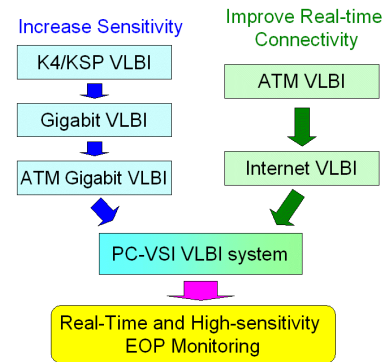 Increase Sensitivity
Improve Real-time
Connectivity
K4/KSP VLBI
Gigabit VLBI
ATM Gigabit VLBI
ATM VLBI
Internet VLBI
PC-VSI VLBI system
Real-Time and High-sensitivity
EOP Monitoring